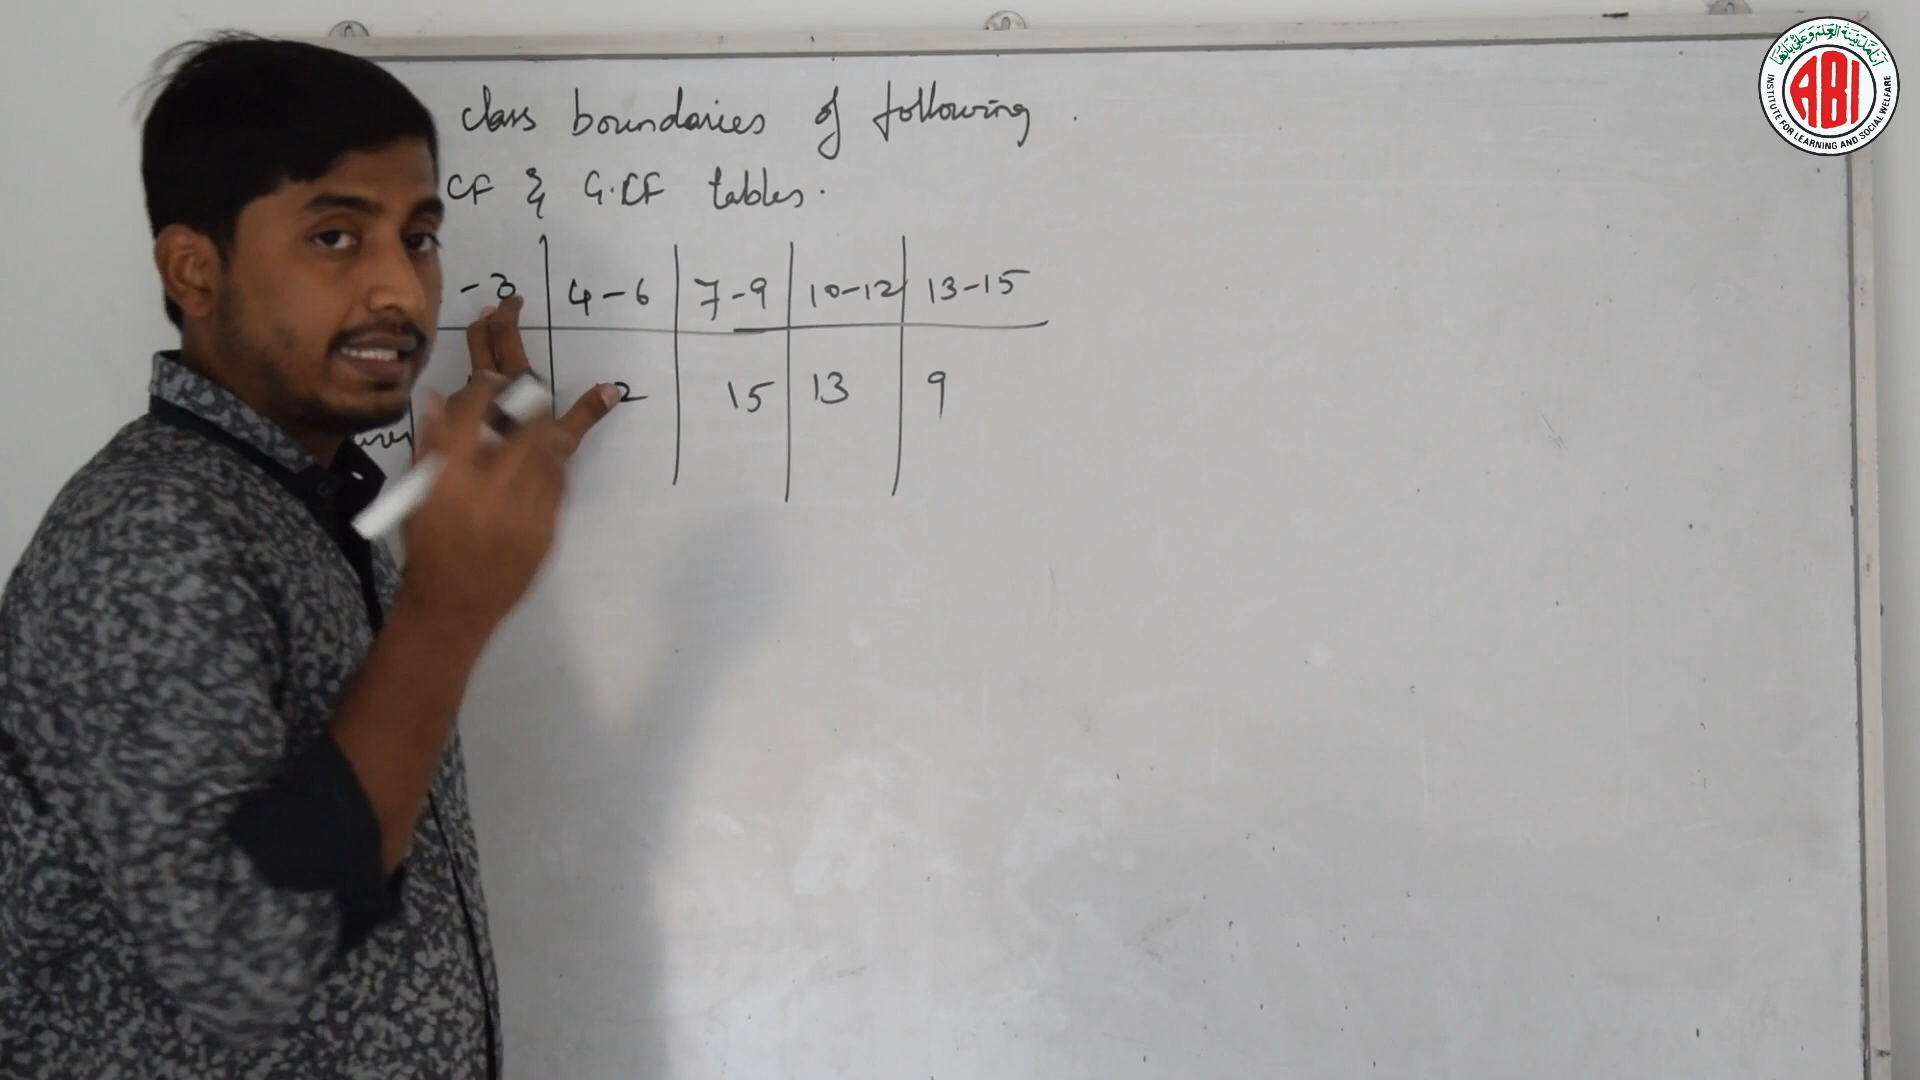 class boundaries of following.
CF & G.CF tables.
-3 | 4-6 | 7-9 | 10-12 | 13-15
2 | 15 | 13 | 9
ABI
INSTITUTE FOR LEARNING AND SOCIAL WELFARE